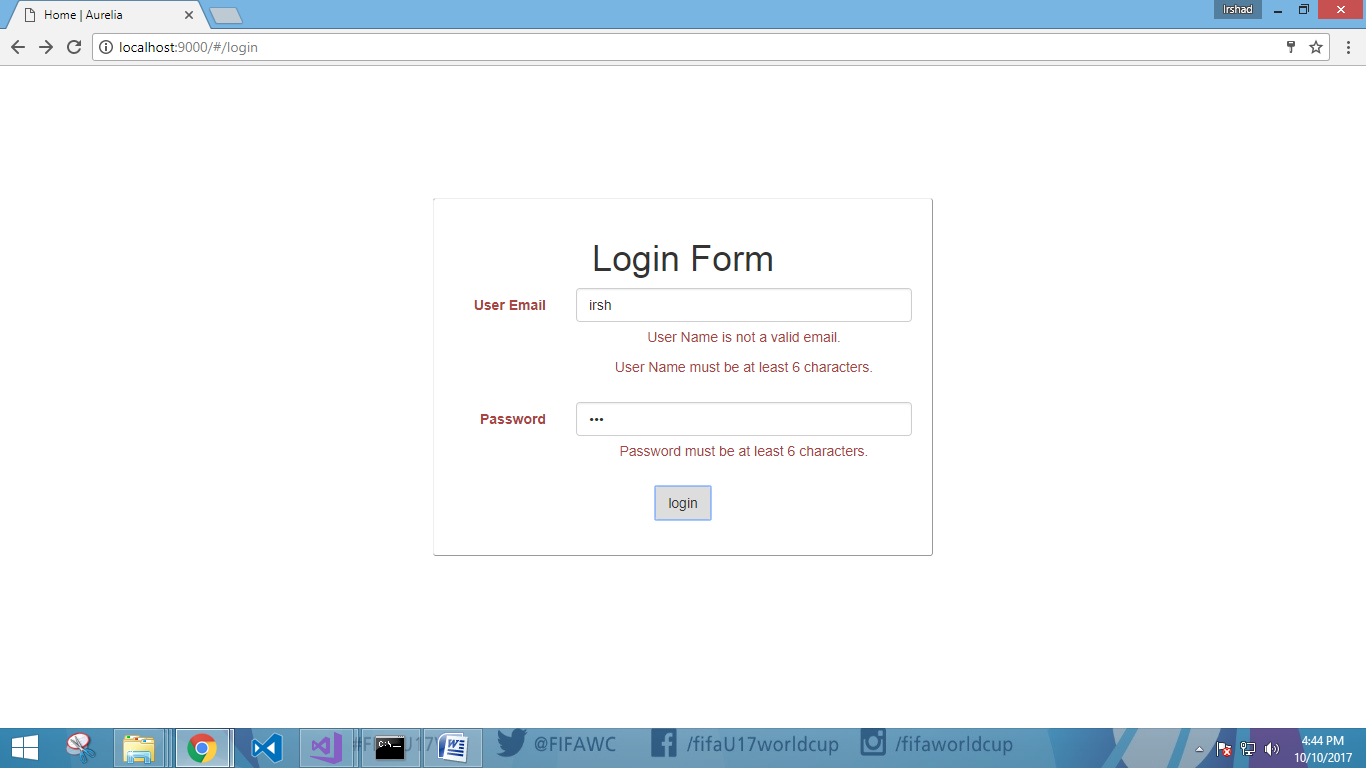 Home | Aurelia
Irshad
localhost:9000/#/login
Login Form
User Email
irsh
User Name is not a valid email.
User Name must be at least 6 characters.
Password
•••
Password must be at least 6 characters.
login
@FIFAWC
/fifaU17worldcup
/fifaworldcup
4:44 PM
10/10/2017